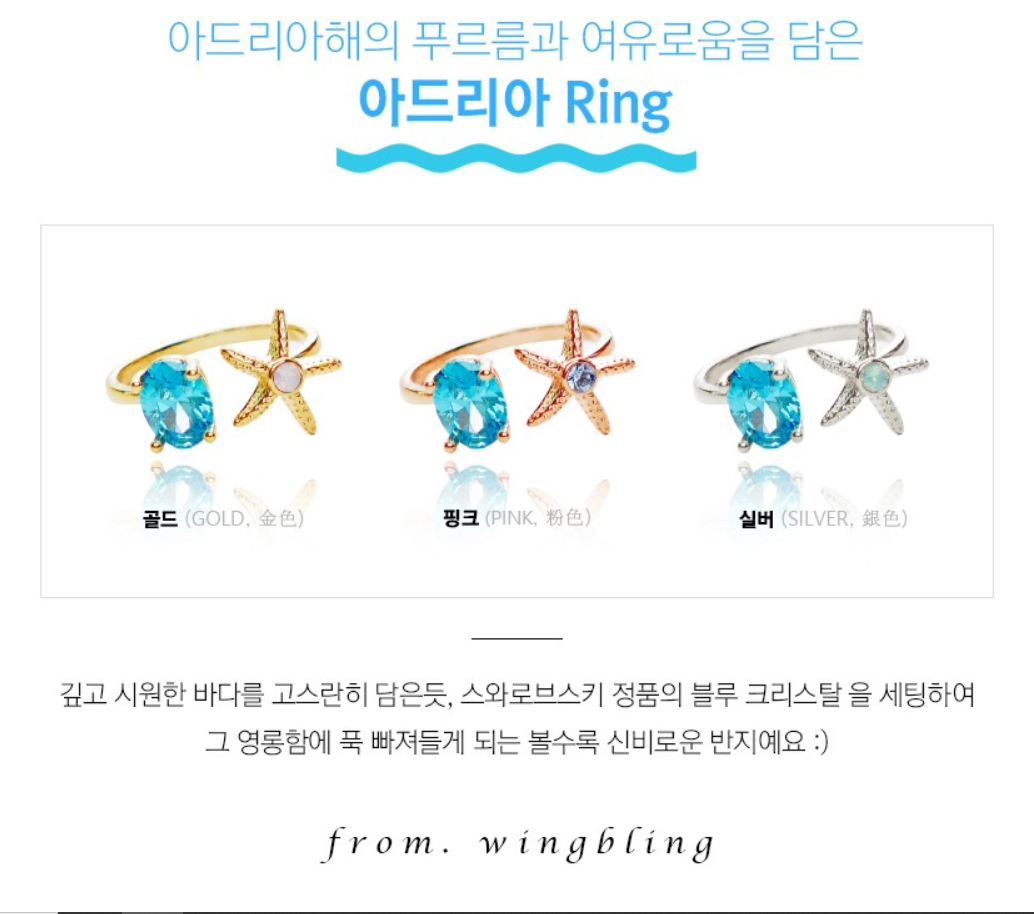 아드리아해의 푸르름과 여유로움을 담은
아드리아 Ring
골드 (GOLD, 金色)
핑크 (PINK, 粉色)
실버 (SILVER, 銀色)
깊고 시원한 바다를 고스란히 담은듯, 스와로브스키 정품의 블루 크리스탈 을 세팅하여
그 영롱함에 푹 빠져들게 되는 볼수록 신비로운 반지예요 :)
from. wingbling